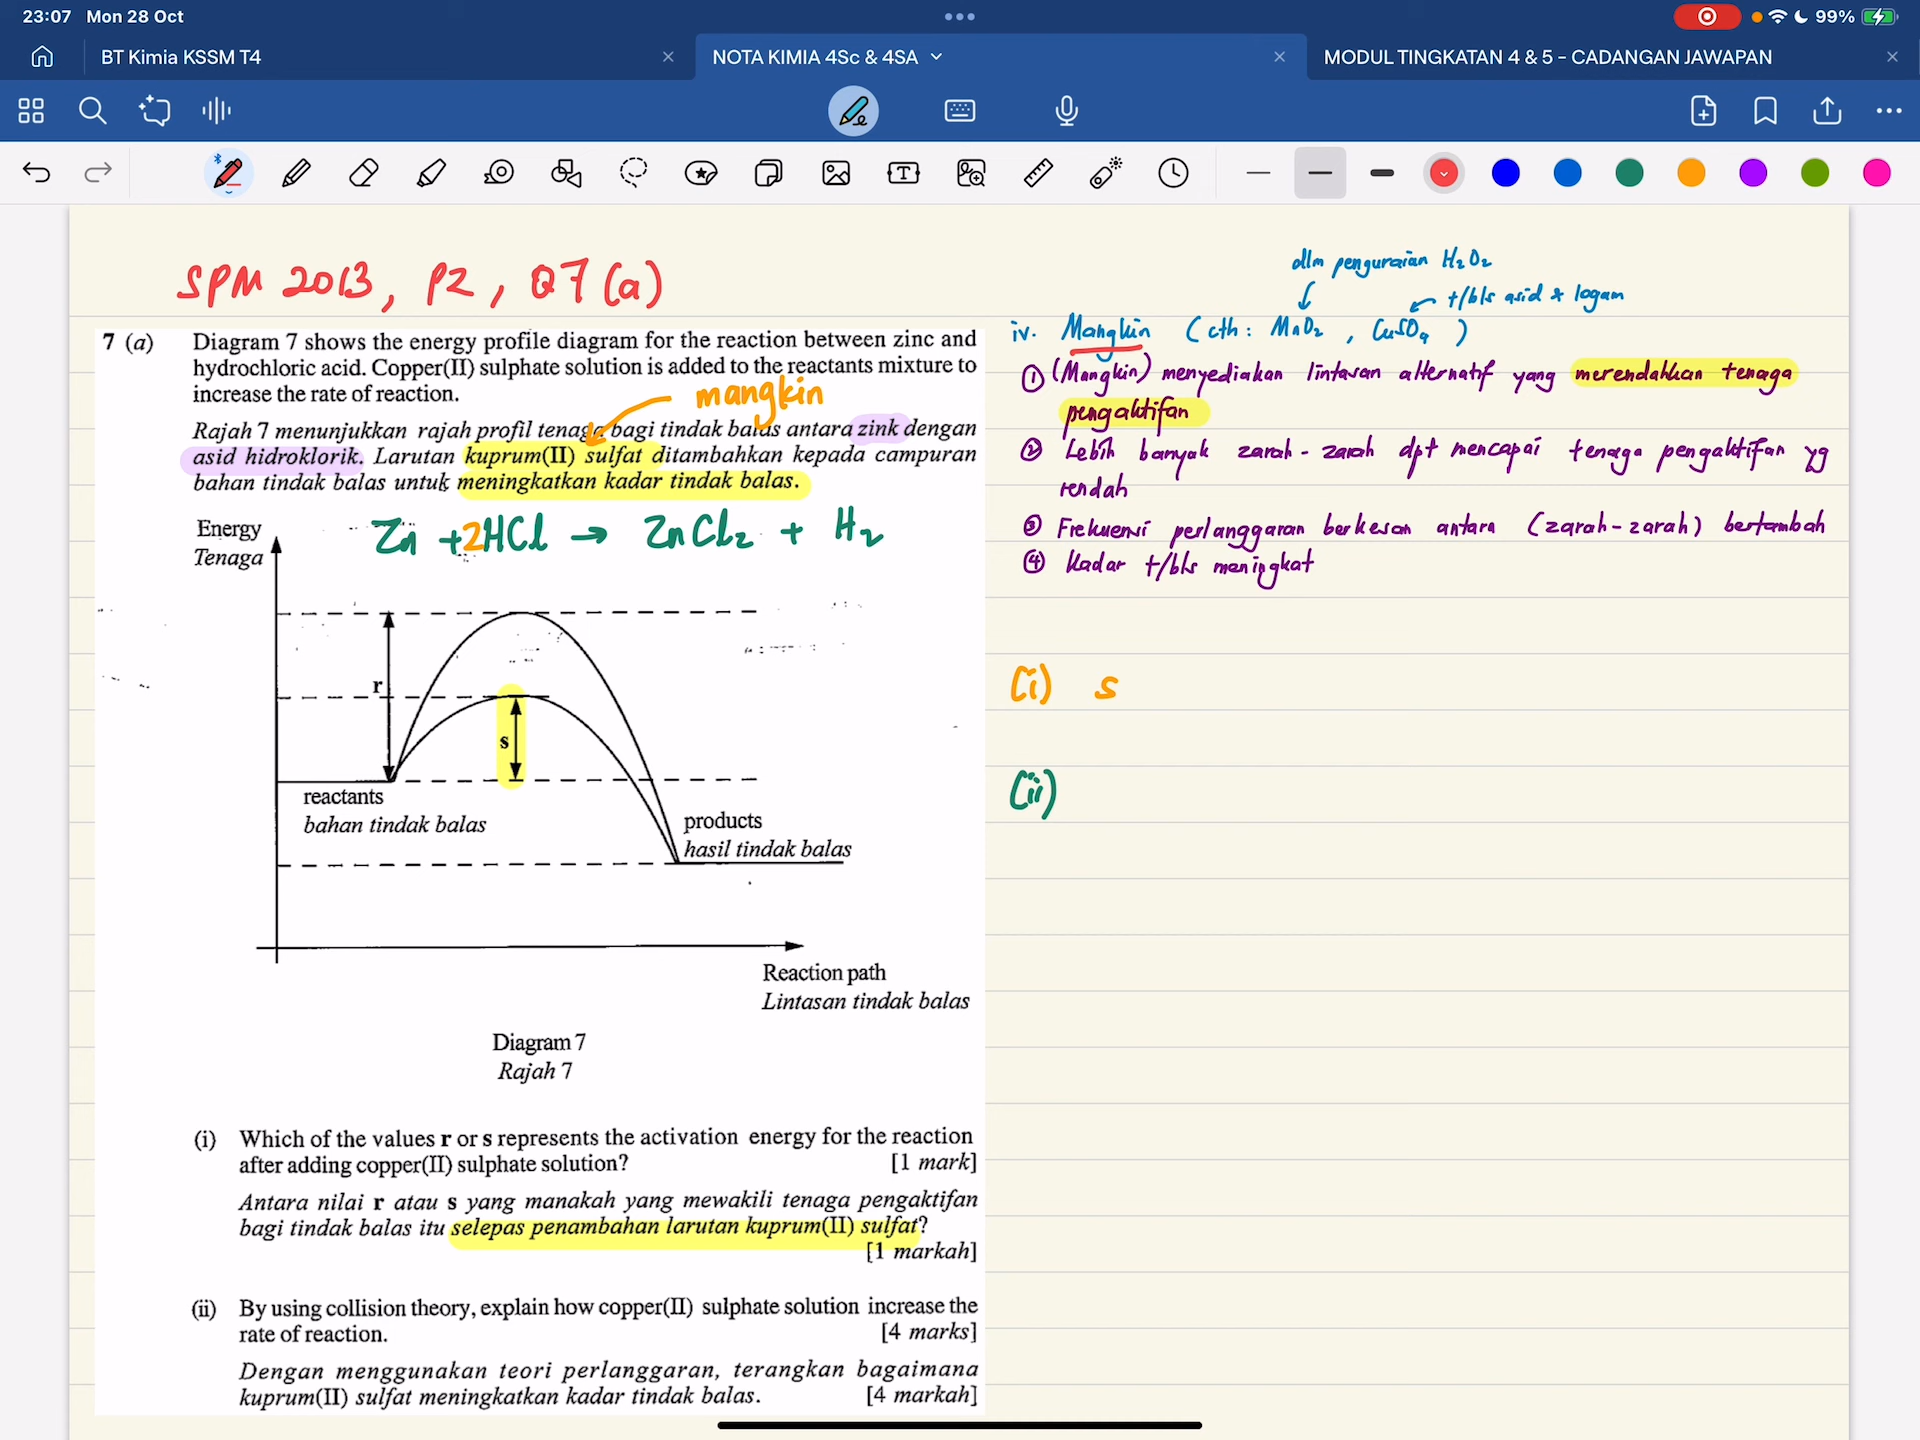 23:07 Mon 28 Oct
99%
BT Kimia KSSM T4
NOTA KIMIA 4Sc & 4SA
MODUL TINGKATAN 4 & 5 – CADANGAN JAWAPAN
SPM 2013, P2, Q7 (a)
7 (a) Diagram 7 shows the energy profile diagram for the reaction between zinc and
hydrochloric acid. Copper(II) sulphate solution is added to the reactants mixture to
increase the rate of reaction.
mangkin
Rajah 7 menunjukkan rajah profil tenaga bagi tindak balas antara zink dengan
asid hidroklorik. Larutan kuprum(II) sulfat ditambahkan kepada campuran
bahan tindak balas untuk meningkatkan kadar tindak balas.
Zn + 2HCl → ZnCl₂ + H₂
Energy
Tenaga
r
s
reactants
bahan tindak balas
products
hasil tindak balas
Reaction path
Lintasan tindak balas
Diagram 7
Rajah 7
(i) Which of the values r or s represents the activation energy for the reaction
after adding copper(II) sulphate solution? [1 mark]
Antara nilai r atau s yang manakah yang mewakili tenaga pengaktifan
bagi tindak balas itu selepas penambahan larutan kuprum(II) sulfat?
[1 markah]
(ii) By using collision theory, explain how copper(II) sulphate solution increase the
rate of reaction. [4 marks]
Dengan menggunakan teori perlanggaran, terangkan bagaimana
kuprum(II) sulfat meningkatkan kadar tindak balas. [4 markah]
dlm penguraian H₂O₂
t/bls asid & logam
iv. Mangkin (cth: MnO₂, CuSO₄)
① (Mangkin) menyediakan lintasan alternatif yang merendahkan tenaga
pengaktifan
② Lebih banyak zarah-zarah dpt mencapai tenaga pengaktifan yg
rendah
③ Frekuensi perlanggaran berkesan antara (zarah-zarah) bertambah
④ Kadar t/bls meningkat
(i) s
(ii)